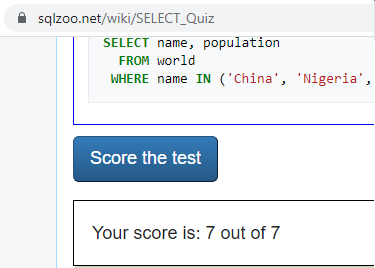 sqlzoo.net/wiki/SELECT_Quiz
SELECT name, population
FROM world
WHERE name IN ('China', 'Nigeria',
Score the test
Your score is: 7 out of 7